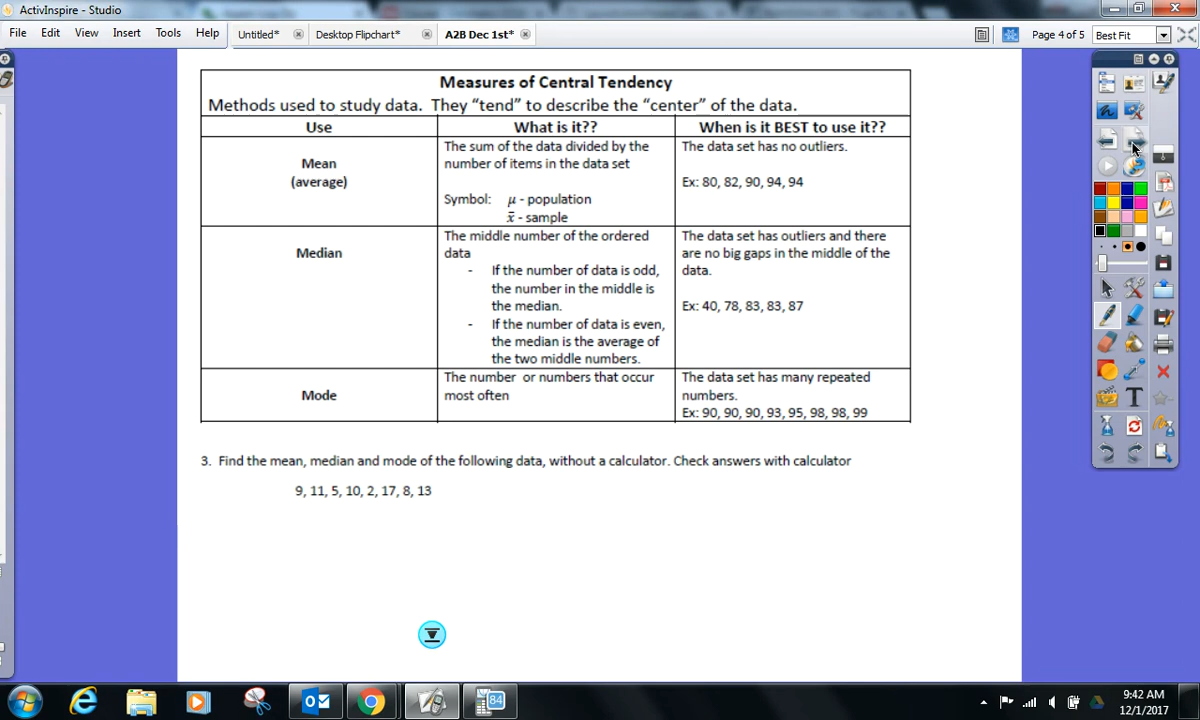 ActivInspire - Studio
File Edit View Insert Tools Help
Untitled* Desktop Flipchart* A2B Dec 1st*
Page 4 of 5 Best Fit
Measures of Central Tendency
Methods used to study data. They “tend” to describe the “center” of the data.
Use What is it?? When is it BEST to use it??
Mean
(average)
The sum of the data divided by the
number of items in the data set
Symbol: μ - population
x̄ - sample
The data set has no outliers.
Ex: 80, 82, 90, 94, 94
Median
The middle number of the ordered
data
- If the number of data is odd,
the number in the middle is
the median.
- If the number of data is even,
the median is the average of
the two middle numbers.
The data set has outliers and there
are no big gaps in the middle of the
data.
Ex: 40, 78, 83, 83, 87
Mode
The number or numbers that occur
most often
The data set has many repeated
numbers.
Ex: 90, 90, 90, 93, 95, 98, 98, 99
3. Find the mean, median and mode of the following data, without a calculator. Check answers with calculator
9, 11, 5, 10, 2, 17, 8, 13
84
9:42 AM
12/1/2017